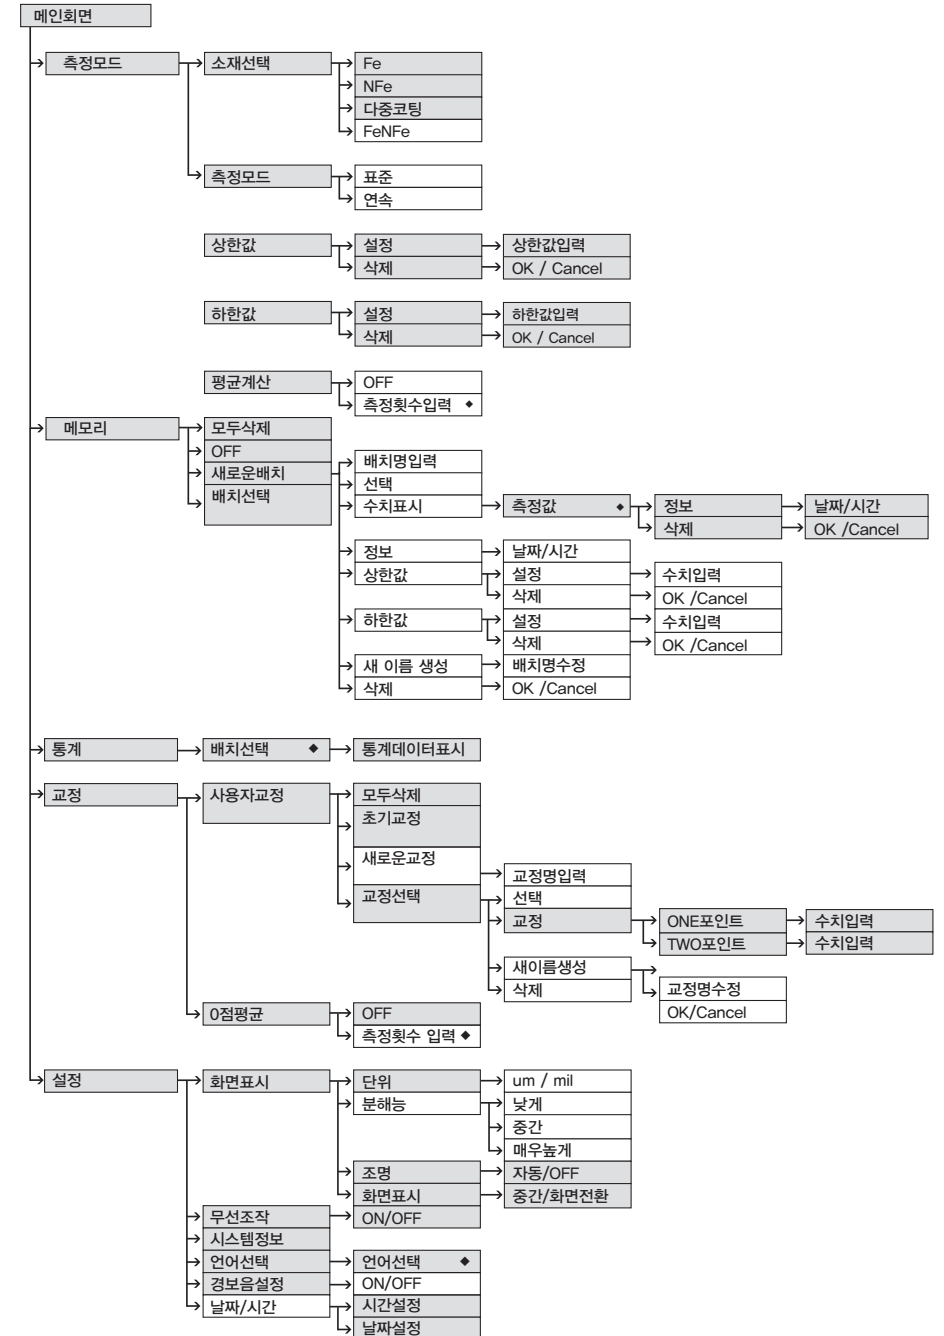 메인회면
측정모드
소재선택
Fe
NFe
다중코팅
FeNFe
측정모드
표준
연속
상한값
설정
상한값입력
삭제
OK / Cancel
하한값
설정
하한값입력
삭제
OK / Cancel
평균계산
OFF
측정횟수입력 ◆
메모리
모두삭제
OFF
새로운배치
배치선택
배치명입력
선택
수치표시
측정값 ◆
정보
날짜/시간
삭제
OK /Cancel
정보
날짜/시간
상한값
설정
수치입력
삭제
OK /Cancel
하한값
설정
수치입력
삭제
OK /Cancel
새 이름 생성
배치명수정
삭제
OK /Cancel
통계
배치선택 ◆
통계데이터표시
교정
사용자교정
모두삭제
초기교정
새로운교정
교정선택
교정명입력
선택
교정
ONE포인트
수치입력
TWO포인트
수치입력
새이름생성
삭제
교정명수정
OK/Cancel
0점평균
OFF
측정횟수 입력 ◆
설정
화면표시
단위
um / mil
분해능
낮게
중간
매우높게
조명
자동/OFF
화면표시
중간/화면전환
무선조작
ON/OFF
시스템정보
언어선택
언어선택 ◆
경보음설정
ON/OFF
날짜/시간
시간설정
날짜설정